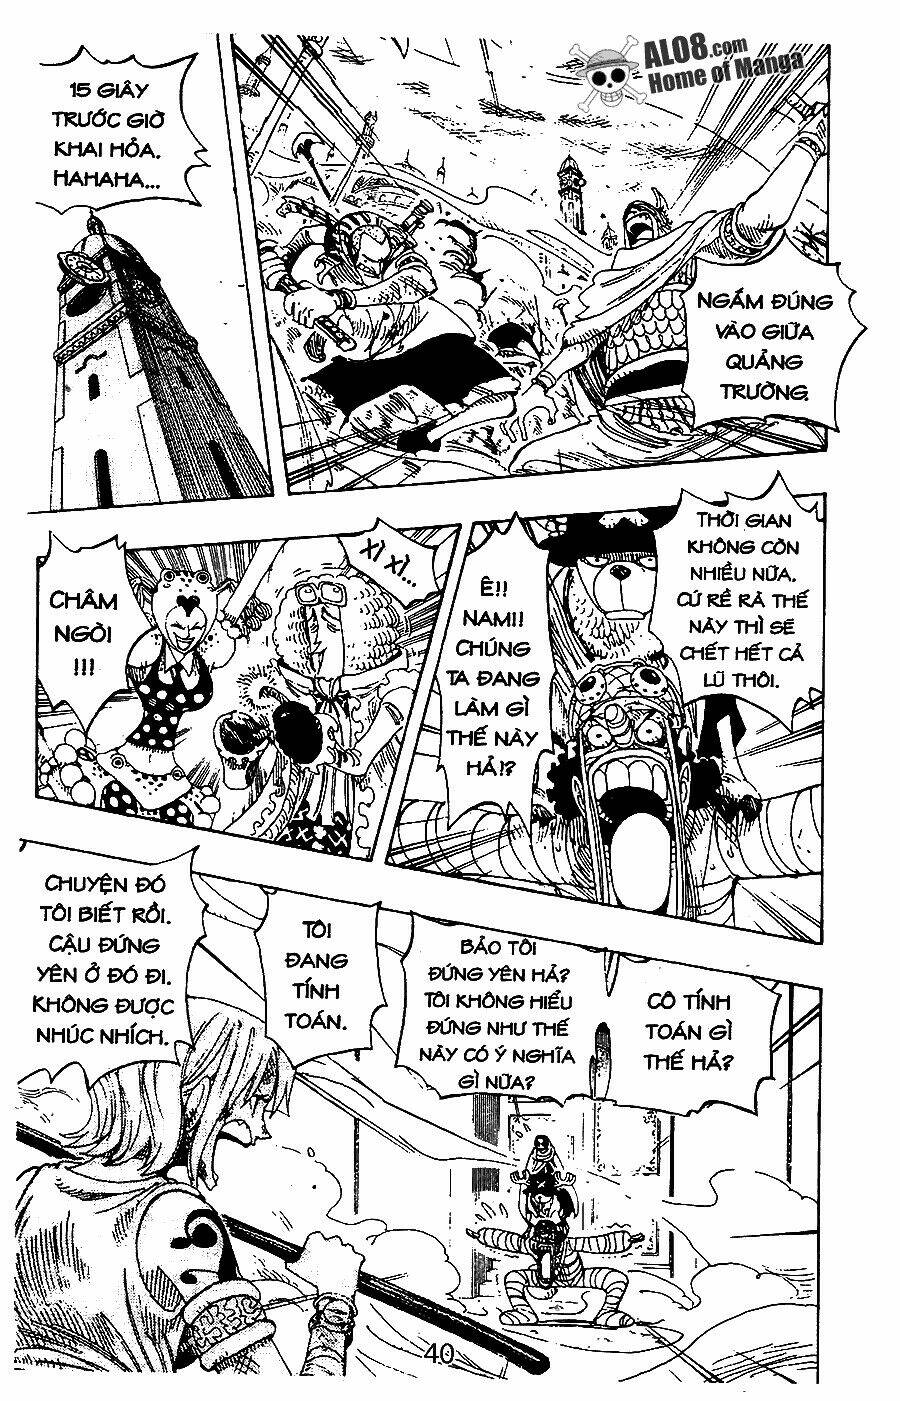 AL08.com
Home of Manga
15 GIÂY
TRƯỚC GIỜ
KHAI HỎA.
HAHAHA...
NGẮM ĐÚNG
VÀO GIỮA
QUẢNG
TRƯỜNG.
CHÂM
NGÒI
!!!
XÌ XÌ...
Ê!!
NAMI!
CHÚNG
TA ĐANG
LÀM GÌ
THẾ NÀY
HẢ!?
THỜI GIAN
KHÔNG CÒN
NHIỀU NỮA.
CỨ RỀ RÀ THẾ
NÀY THÌ SẼ
CHẾT HẾT CẢ
LŨ THÔI.
CHUYỆN ĐÓ
TÔI BIẾT RỒI.
CẬU ĐỨNG
YÊN Ở ĐÓ ĐI.
KHÔNG ĐƯỢC
NHÚC NHÍCH.
TÔI
ĐANG
TÍNH
TOÁN.
BẢO TÔI
ĐỨNG YÊN HẢ?
TÔI KHÔNG HIỂU
ĐỨNG NHƯ THẾ
NÀY CÓ Ý NGHĨA
GÌ NỮA?
CÔ TÍNH
TOÁN GÌ
THẾ HẢ?
40